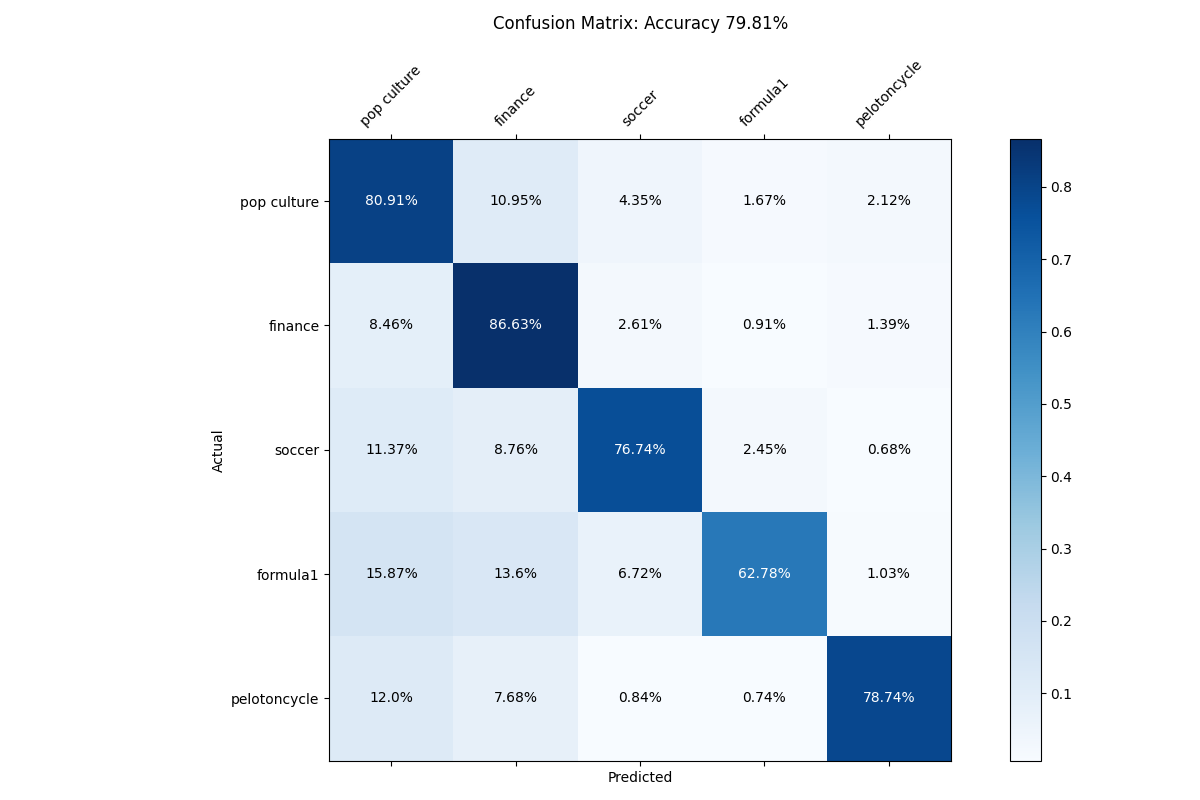 Confusion Matrix: Accuracy 79.81%
pop culture finance soccer formula1 pelotoncycle
pop culture 80.91% 10.95% 4.35% 1.67% 2.12%
finance 8.46% 86.63% 2.61% 0.91% 1.39%
soccer 11.37% 8.76% 76.74% 2.45% 0.68%
formula1 15.87% 13.6% 6.72% 62.78% 1.03%
pelotoncycle 12.0% 7.68% 0.84% 0.74% 78.74%
Actual
Predicted
0.8
0.7
0.6
0.5
0.4
0.3
0.2
0.1